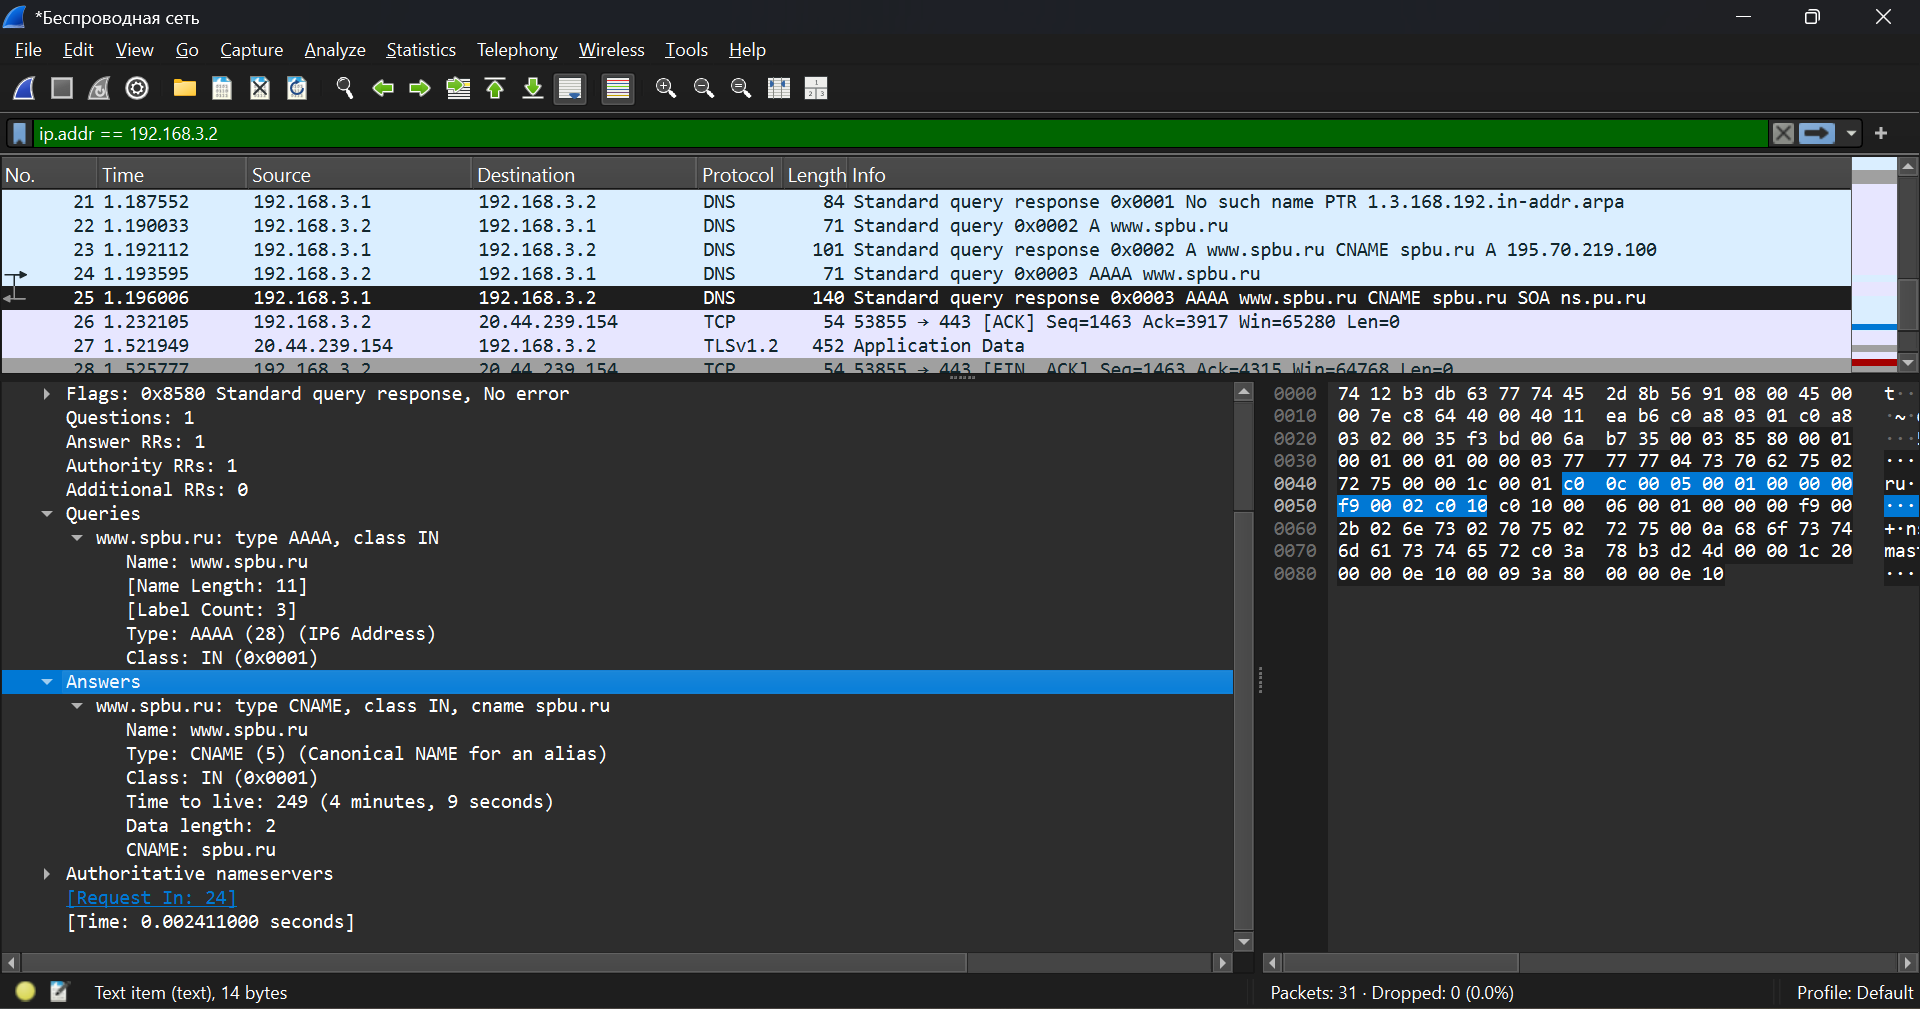 *Беспроводная сеть
File Edit View Go Capture Analyze Statistics Telephony Wireless Tools Help
ip.addr == 192.168.3.2
No. Time Source Destination Protocol Length Info
21 1.187552 192.168.3.1 192.168.3.2 DNS 84 Standard query response 0x0001 No such name PTR 1.3.168.192.in-addr.arpa
22 1.190033 192.168.3.2 192.168.3.1 DNS 71 Standard query 0x0002 A www.spbu.ru
23 1.192112 192.168.3.1 192.168.3.2 DNS 101 Standard query response 0x0002 A www.spbu.ru CNAME spbu.ru A 195.70.219.100
24 1.193595 192.168.3.2 192.168.3.1 DNS 71 Standard query 0x0003 AAAA www.spbu.ru
25 1.196006 192.168.3.1 192.168.3.2 DNS 140 Standard query response 0x0003 AAAA www.spbu.ru CNAME spbu.ru SOA ns.pu.ru
26 1.232105 192.168.3.2 20.44.239.154 TCP 54 53855 → 443 [ACK] Seq=1463 Ack=3917 Win=65280 Len=0
27 1.521949 20.44.239.154 192.168.3.2 TLSv1.2 452 Application Data
28 1.525777 192.168.3.2 20.44.239.154 TCP 54 53855 → 443 [FIN, ACK] Seq=1463 Ack=4315 Win=64768 Len=0
Flags: 0x8580 Standard query response, No error
Questions: 1
Answer RRs: 1
Authority RRs: 1
Additional RRs: 0
Queries
www.spbu.ru: type AAAA, class IN
Name: www.spbu.ru
[Name Length: 11]
[Label Count: 3]
Type: AAAA (28) (IP6 Address)
Class: IN (0x0001)
Answers
www.spbu.ru: type CNAME, class IN, cname spbu.ru
Name: www.spbu.ru
Type: CNAME (5) (Canonical NAME for an alias)
Class: IN (0x0001)
Time to live: 249 (4 minutes, 9 seconds)
Data length: 2
CNAME: spbu.ru
Authoritative nameservers
[Request In: 24]
[Time: 0.002411000 seconds]
0000 74 12 b3 db 63 77 74 45 2d 8b 56 91 08 00 45 00 t··
0010 00 7e c8 64 40 00 40 11 ea b6 c0 a8 03 01 c0 a8 ·~·
0020 03 02 00 35 f3 bd 00 6a b7 35 00 03 85 80 00 01 ···
0030 00 01 00 01 00 00 03 77 77 77 04 73 70 62 75 02 ···
0040 72 75 00 00 1c 00 01 c0 0c 00 05 00 01 00 00 00 ru·
0050 f9 00 02 c0 10 c0 10 00 06 00 01 00 00 00 f9 00 ···
0060 2b 02 6e 73 02 70 75 02 72 75 00 0a 68 6f 73 74 +·n
0070 6d 61 73 74 65 72 c0 3a 78 b3 d2 4d 00 00 1c 20 mas
0080 00 00 0e 10 00 09 3a 80 00 00 0e 10 ···
Text item (text), 14 bytes
Packets: 31 · Dropped: 0 (0.0%)
Profile: Default